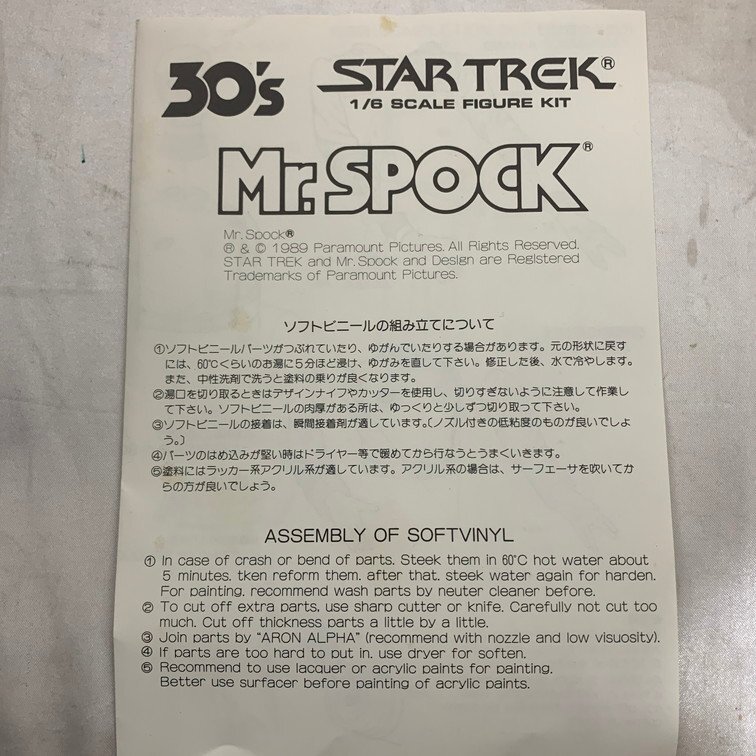 30's STAR TREK®
1/6 SCALE FIGURE KIT
Mr. SPOCK®
Mr. Spock®
® & © 1989 Paramount Pictures. All Rights Reserved.
STAR TREK and Mr. Spock and Design are Registered
Trademarks of Paramount Pictures.
ソフトビニールの組み立てについて
①ソフトビニールパーツがつぶれていたり、ゆがんでいたりする場合があります。元の形状に戻す
には、60℃くらいのお湯に5分ほど浸け、ゆがみを直して下さい。修正した後、水で冷やします。
また、中性洗剤で洗うと塗料の乗りが良くなります。
②湯口を切り取るときはデザインナイフやカッターを使用し、切りすぎないように注意して作業し
て下さい。ソフトビニールの肉厚がある所は、ゆっくりと少しずつ切り取って下さい。
③ソフトビニールの接着は、瞬間接着剤が適しています。〔ノズル付きの低粘度のものが良いでしょ
う。〕
④パーツのはめ込みが堅い時はドライヤー等で暖めてから行なうとうまくいきます。
⑤塗料にはラッカー系アクリル系が適しています。アクリル系の場合は、サーフェーサを吹いてか
らの方が良いでしょう。
ASSEMBLY OF SOFTVINYL
① In case of crash or bend of parts. Steek them in 60℃ hot water about
5 minutes. tken reform them. after that. steek water again for harden.
For painting. recommend wash parts by neuter cleaner before.
② To cut off extra parts, use sharp cutter or knife. Carefully not cut too
much. Cut off thickness parts a little by a little.
③ Join parts by "ARON ALPHA" (recommend with nozzle and low visuosity).
④ If parts are too hard to put in. use dryer for soften.
⑤ Recommend to use lacquor or acrylic paints for painting.
Better use surfacer before painting of acrylic paints.